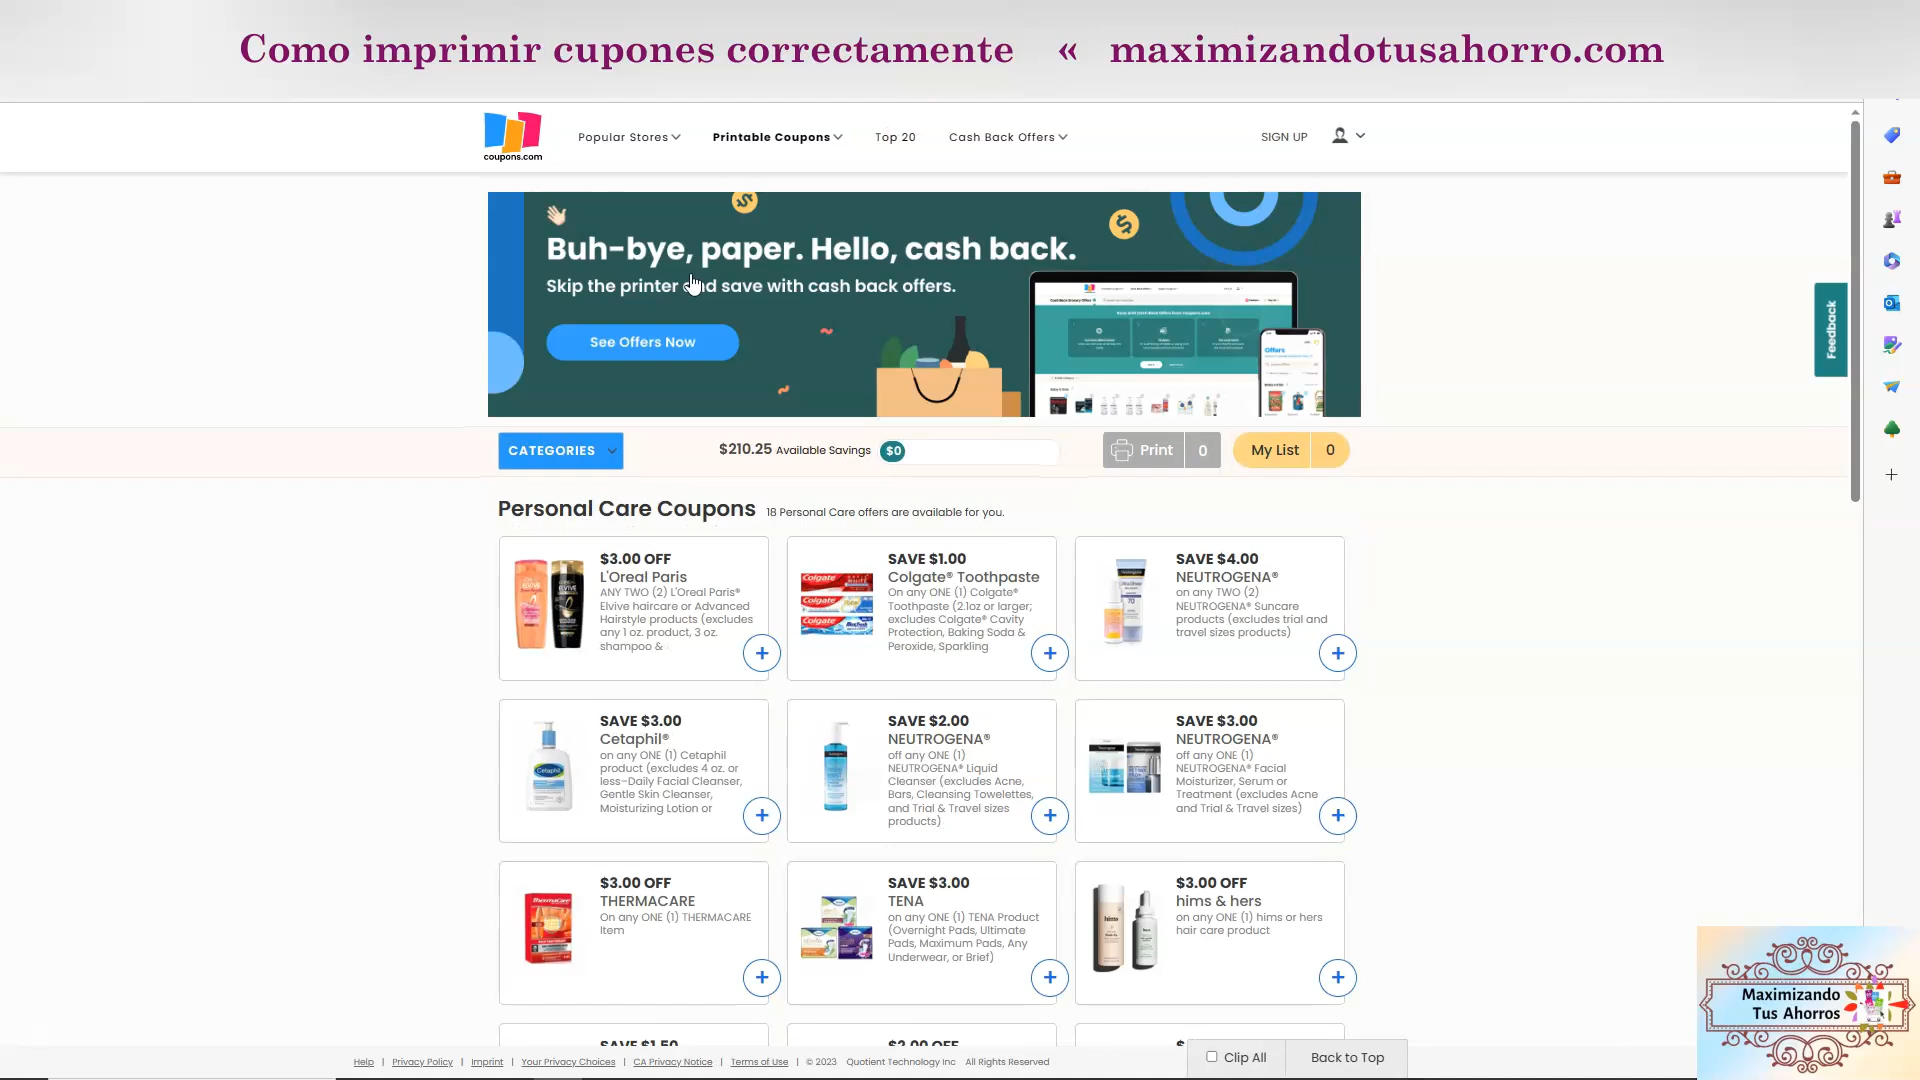 Como imprimir cupones correctamente « maximizandotusahorro.com
coupons.com
Popular Stores
Printable Coupons
Top 20
Cash Back Offers
SIGN UP
Buh-bye, paper. Hello, cash back.
Skip the printer and save with cash back offers.
See Offers Now
Offers
Feedback
CATEGORIES
$210.25 Available Savings
$0
Print 0
My List 0
Personal Care Coupons 18 Personal Care offers are available for you.
$3.00 OFF
L'Oreal Paris
ANY TWO (2) L'Oreal Paris®
Elvive haircare or Advanced
Hairstyle products (excludes
any 1 oz. product, 3 oz.
shampoo &
Colgate
SAVE $1.00
Colgate® Toothpaste
On any ONE (1) Colgate®
Toothpaste (2.1oz or larger;
excludes Colgate® Cavity
Protection, Baking Soda &
Peroxide, Sparkling
SAVE $4.00
NEUTROGENA®
on any TWO (2)
NEUTROGENA® Suncare
products (excludes trial and
travel sizes products)
Cetaphil
SAVE $3.00
Cetaphil®
on any ONE (1) Cetaphil
product (excludes 4 oz. or
less-Daily Facial Cleanser,
Gentle Skin Cleanser,
Moisturizing Lotion or
SAVE $2.00
NEUTROGENA®
off any ONE (1)
NEUTROGENA® Liquid
Cleanser (excludes Acne,
Bars, Cleansing Towelettes,
and Trial & Travel sizes
products)
SAVE $3.00
NEUTROGENA®
off any ONE (1)
NEUTROGENA® Facial
Moisturizer, Serum or
Treatment (excludes Acne
and Trial & Travel sizes)
ThermaCare
$3.00 OFF
THERMACARE
On any ONE (1) THERMACARE
Item
SAVE $3.00
TENA
on any ONE (1) TENA Product
(Overnight Pads, Ultimate
Pads, Maximum Pads, Any
Underwear, or Brief)
hims
$3.00 OFF
hims & hers
on any ONE (1) hims or hers
hair care product
SAVE $1.50
$2.00 OFF
Help | Privacy Policy | Imprint | Your Privacy Choices | CA Privacy Notice | Terms of Use | © 2023 Quotient Technology Inc All Rights Reserved
Clip All
Back to Top
Maximizando
Tus Ahorros